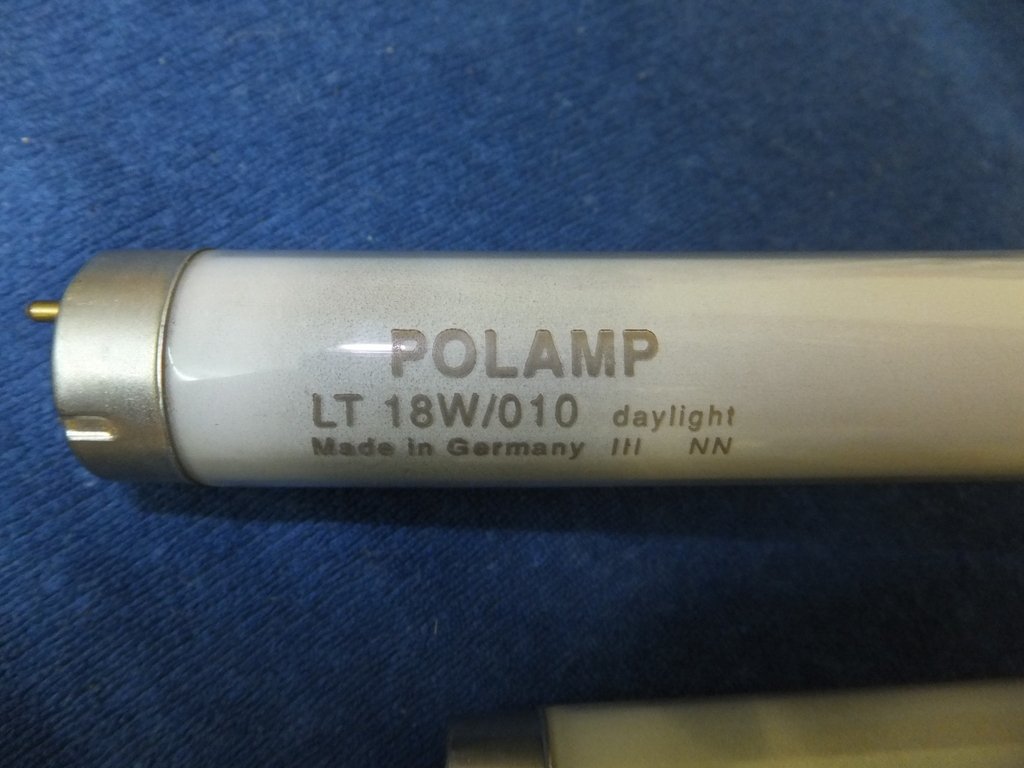 POLAMP
LT 18W/010 daylight
Made in Germany III NN